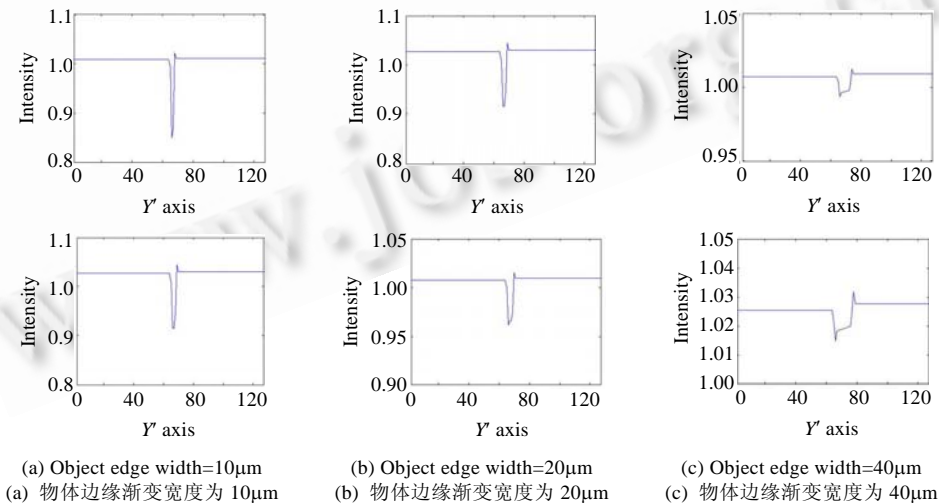 1.1
1.0
0.9
0.8
Intensity
0 40 80 120
Y′ axis
1.1
1.0
0.9
0.8
Intensity
0 40 80 120
Y′ axis
1.05
1.00
0.95
Intensity
0 40 80 120
Y′ axis
1.1
1.0
0.9
0.8
Intensity
0 40 80 120
Y′ axis
1.05
1.00
0.95
0.90
Intensity
0 40 80 120
Y′ axis
1.05
1.04
1.03
1.02
1.01
1.00
Intensity
0 40 80 120
Y′ axis
(a) Object edge width=10μm
(b) Object edge width=20μm
(c) Object edge width=40μm
(a) 物体边缘渐变宽度为 10μm
(b) 物体边缘渐变宽度为 20μm
(c) 物体边缘渐变宽度为 40μm